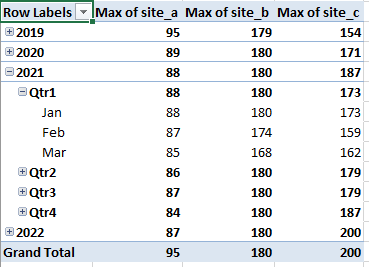 Row Labels Max of site_a Max of site_b Max of site_c
2019 95 179 154
2020 89 180 171
2021 88 180 187
Qtr1 88 180 173
Jan 88 180 173
Feb 87 174 159
Mar 85 168 162
Qtr2 86 180 179
Qtr3 87 180 179
Qtr4 84 180 187
2022 87 180 200
Grand Total 95 180 200